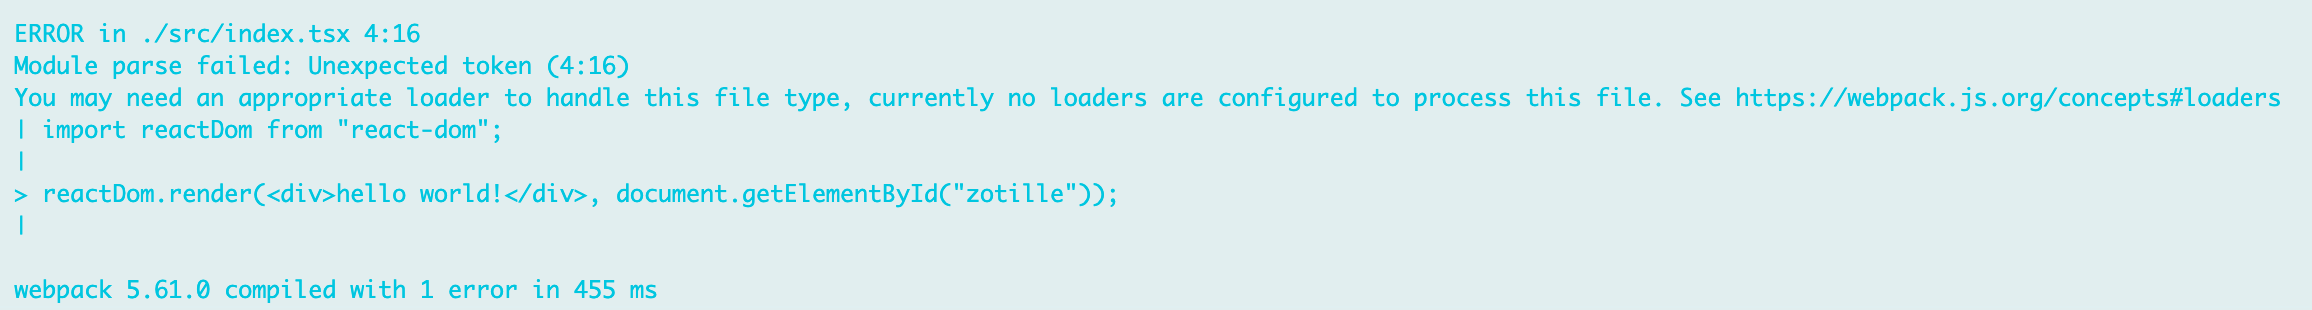 ERROR in ./src/index.tsx 4:16
Module parse failed: Unexpected token (4:16)
You may need an appropriate loader to handle this file type, currently no loaders are configured to process this file. See https://webpack.js.org/concepts#loaders
| import reactDom from "react-dom";
|
> reactDom.render(<div>hello world!</div>, document.getElementById("zotille"));
|
webpack 5.61.0 compiled with 1 error in 455 ms